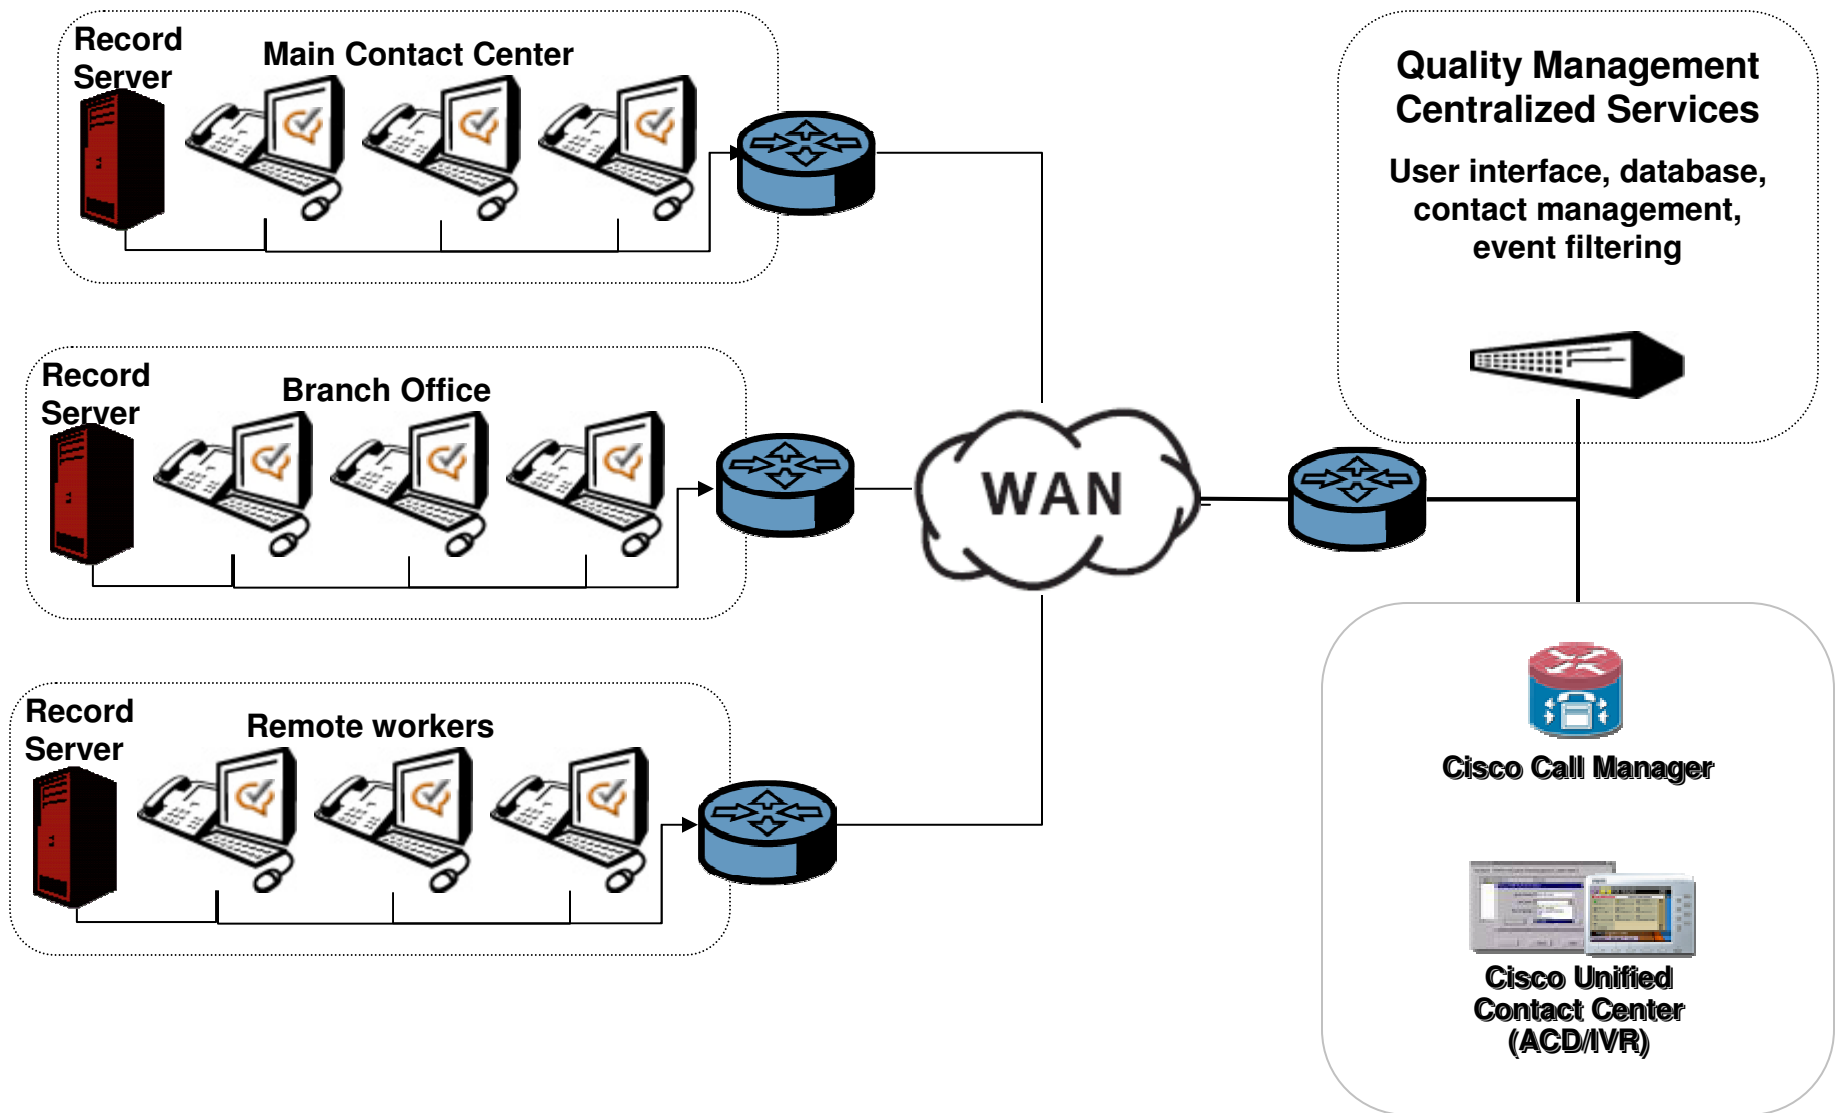 Record
Server
Main Contact Center
Quality Management
Centralized Services
User interface, database,
contact management,
event filtering
Record
Server
Branch Office
WAN
Record
Server
Remote workers
Cisco Call Manager
Cisco Unified
Contact Center
(ACD/IVR)